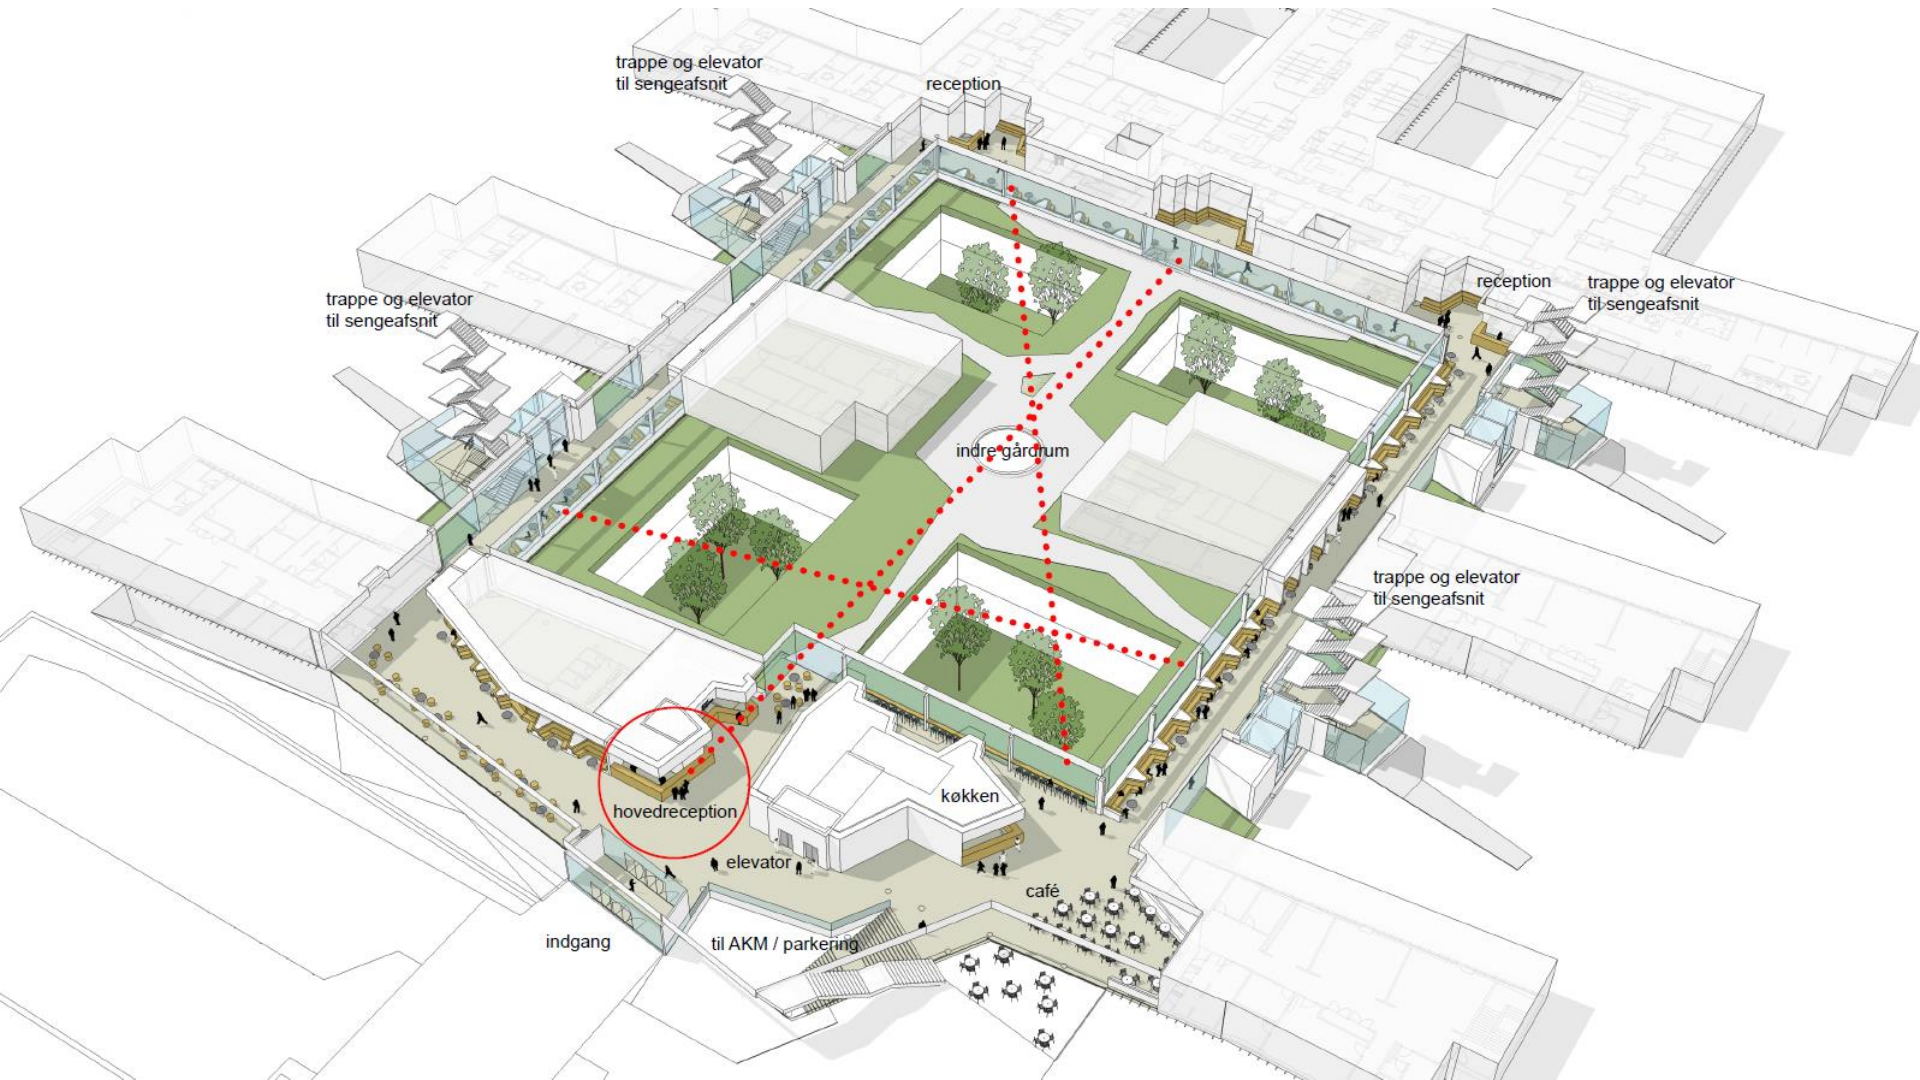 trappe og elevator
til sengeafsnit
reception
trappe og elevator
til sengeafsnit
reception
trappe og elevator
til sengeafsnit
indre gårdrum
trappe og elevator
til sengeafsnit
køkken
hovedreception
elevator
café
indgang
til AKM / parkering